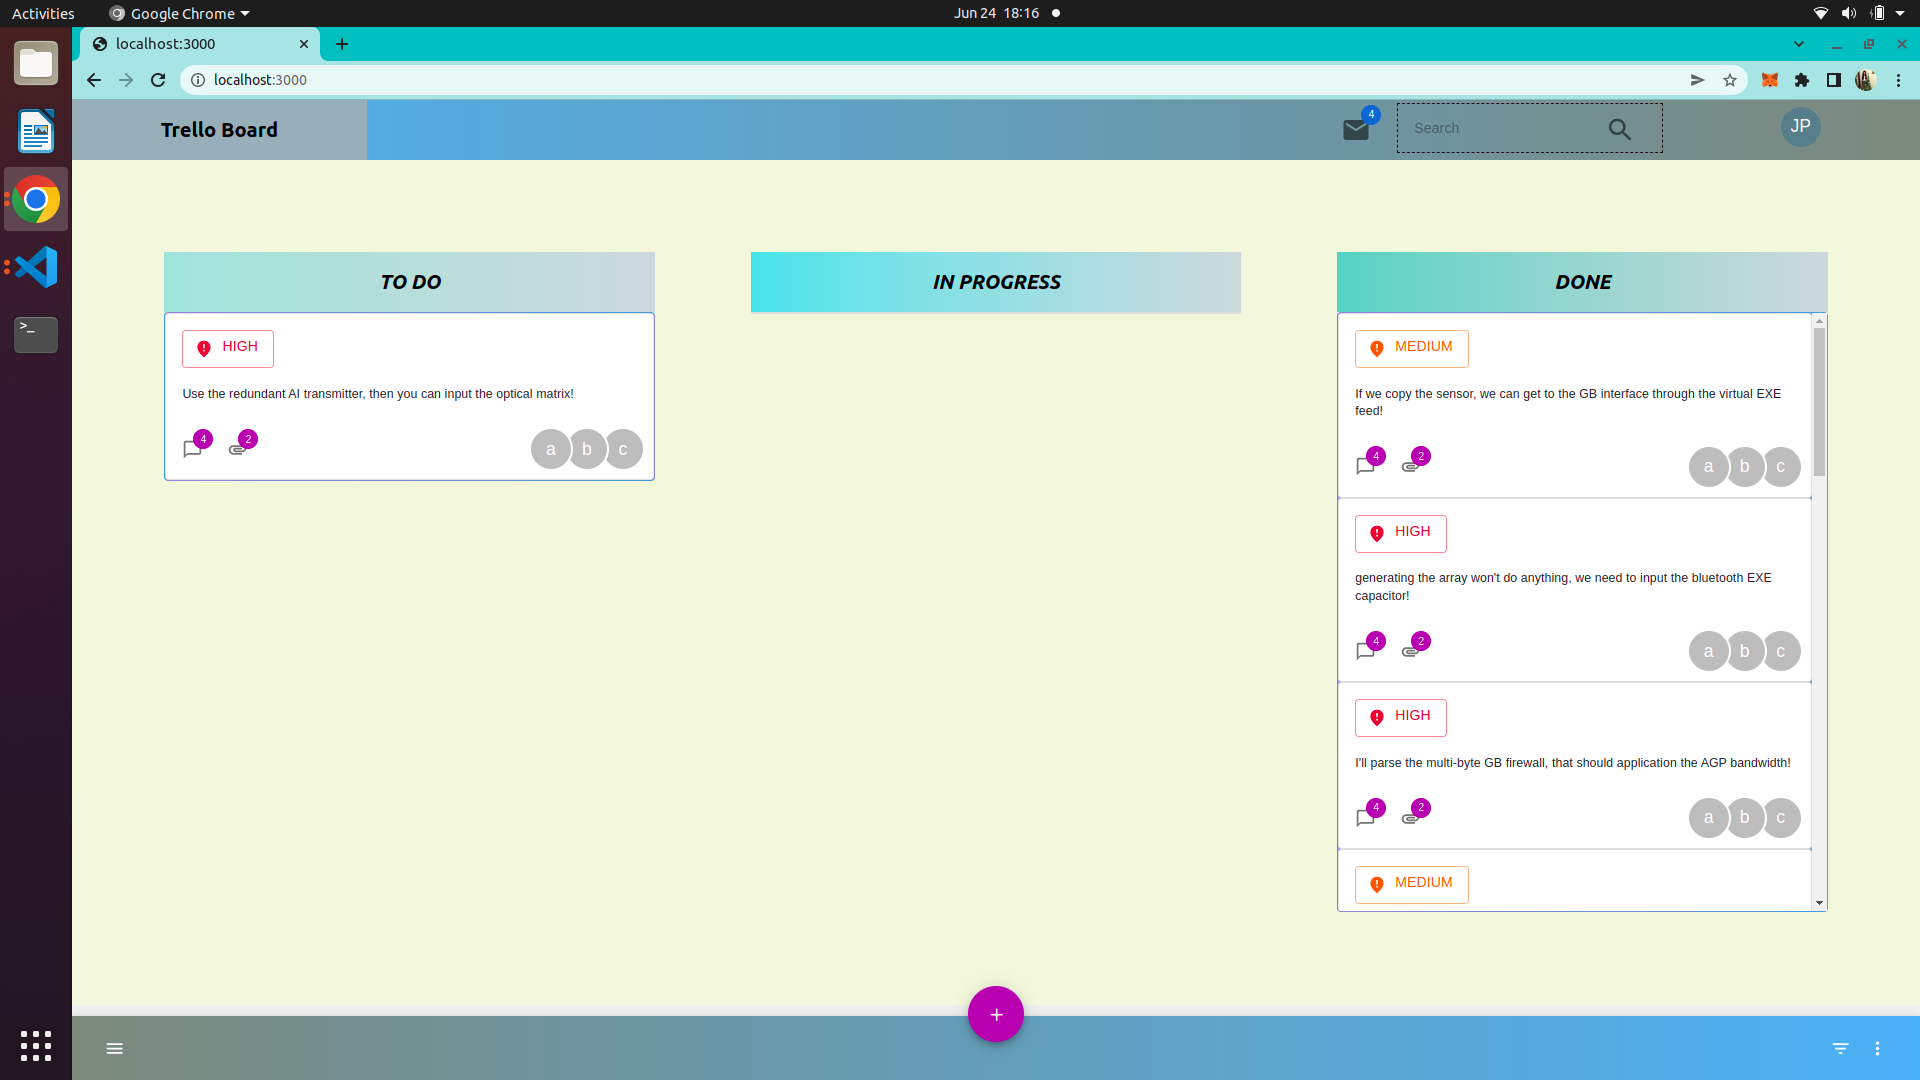 Activities
Google Chrome
Jun 24 18:16
localhost:3000
localhost:3000
Trello Board
4
Search
JP
TO DO
HIGH
Use the redundant AI transmitter, then you can input the optical matrix!
4
2
a b c
IN PROGRESS
DONE
MEDIUM
If we copy the sensor, we can get to the GB interface through the virtual EXE
feed!
4
2
a b c
HIGH
generating the array won't do anything, we need to input the bluetooth EXE
capacitor!
4
2
a b c
HIGH
I'll parse the multi-byte GB firewall, that should application the AGP bandwidth!
4
2
a b c
MEDIUM
+